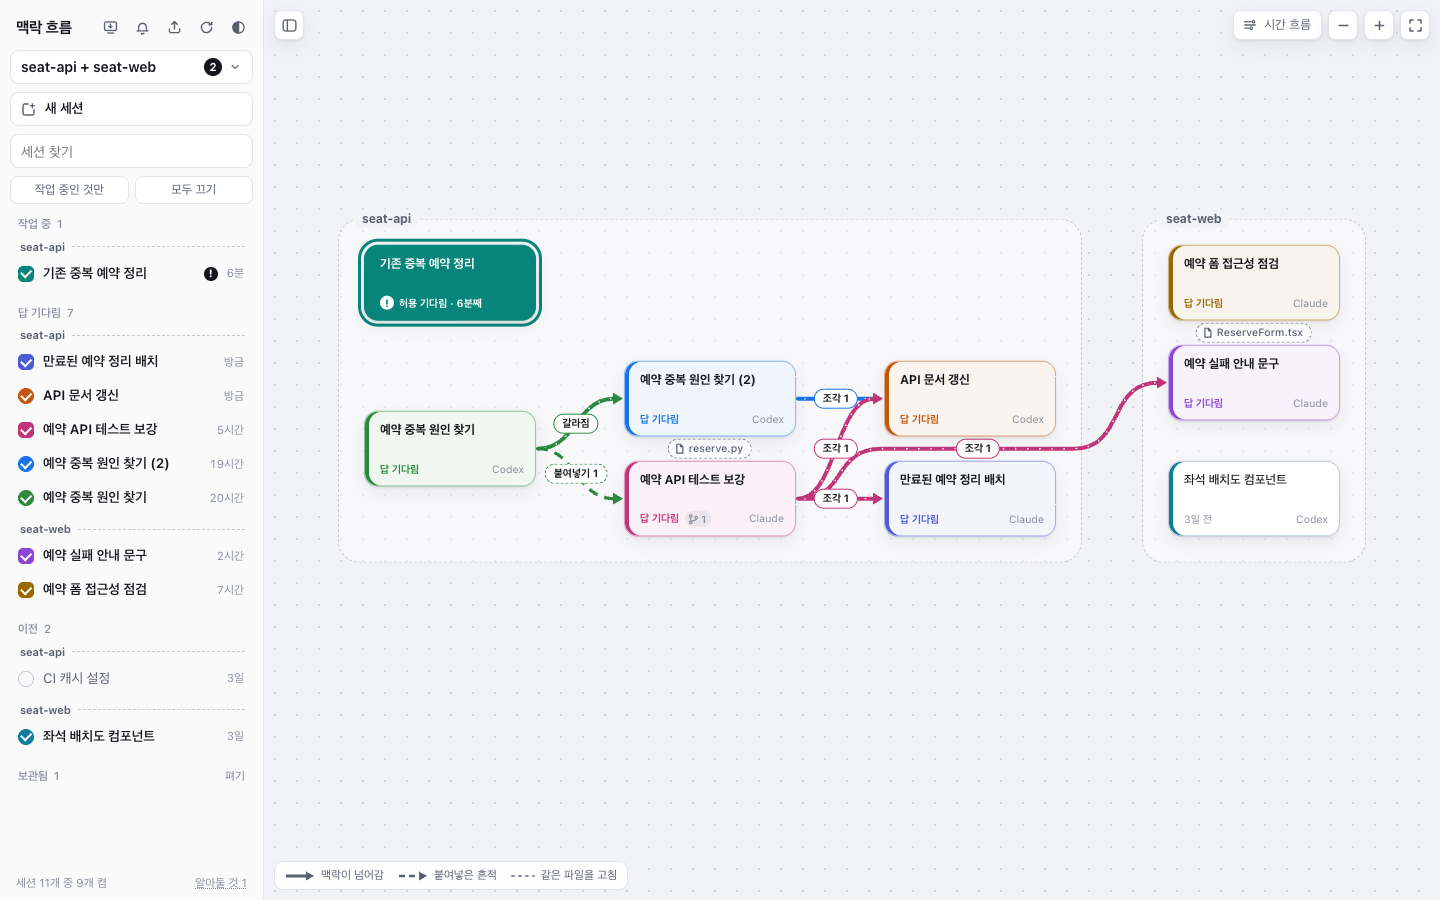 맥락 흐름
seat-api + seat-web 2
새 세션
세션 찾기
작업 중인 것만
모두 끄기
작업 중 1
seat-api
기존 중복 예약 정리 ! 6분
답 기다림 7
seat-api
만료된 예약 정리 배치 방금
API 문서 갱신 방금
예약 API 테스트 보강 5시간
예약 중복 원인 찾기 (2) 19시간
예약 중복 원인 찾기 20시간
seat-web
예약 실패 안내 문구 2시간
예약 폼 접근성 점검 7시간
이전 2
seat-api
CI 캐시 설정 3일
seat-web
좌석 배치도 컴포넌트 3일
보관됨 1 펴기
세션 11개 중 9개 켬
알아둘 것 1
시간 흐름
seat-api
기존 중복 예약 정리
! 허용 기다림 · 6분째
예약 중복 원인 찾기
답 기다림 Codex
갈라짐
붙여넣기 1
예약 중복 원인 찾기 (2)
답 기다림 Codex
reserve.py
예약 API 테스트 보강
답 기다림 1 Claude
조각 1
조각 1
조각 1
조각 1
API 문서 갱신
답 기다림 Codex
만료된 예약 정리 배치
답 기다림 Claude
seat-web
예약 폼 접근성 점검
답 기다림 Claude
ReserveForm.tsx
예약 실패 안내 문구
답 기다림 Claude
좌석 배치도 컴포넌트
3일 전 Codex
맥락이 넘어감
붙여넣은 흔적
같은 파일을 고침